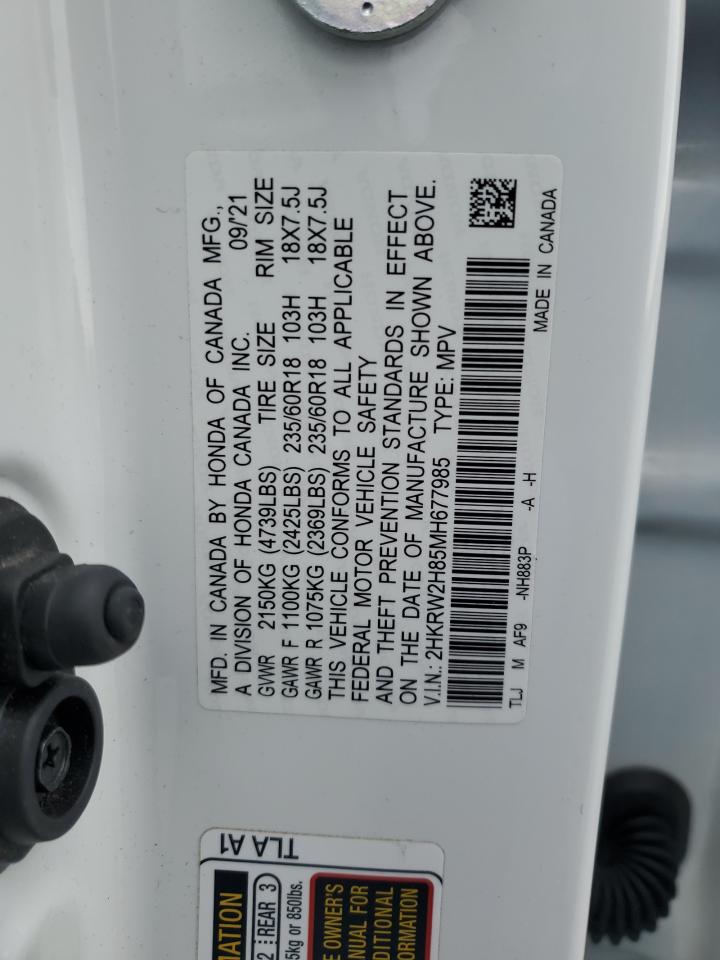 MFD. IN CANADA BY HONDA OF CANADA MFG.,
A DIVISION OF HONDA CANADA INC. 09/'21
GVWR 2150KG (4739LBS) TIRE SIZE RIM SIZE
GAWR F 1100KG (2425LBS) 235/60R18 103H 18X7.5J
GAWR R 1075KG (2369LBS) 235/60R18 103H 18X7.5J
THIS VEHICLE CONFORMS TO ALL APPLICABLE
FEDERAL MOTOR VEHICLE SAFETY
AND THEFT PREVENTION STANDARDS IN EFFECT
ON THE DATE OF MANUFACTURE SHOWN ABOVE.
V.I.N.: 2HKRW2H85MH677985 TYPE: MPV
TLJ M AF9 -NH883P -A -H
MADE IN CANADA
TLA A1
MATION
2 REAR 3
5kg or 850lbs.
OWNER'S
FOR